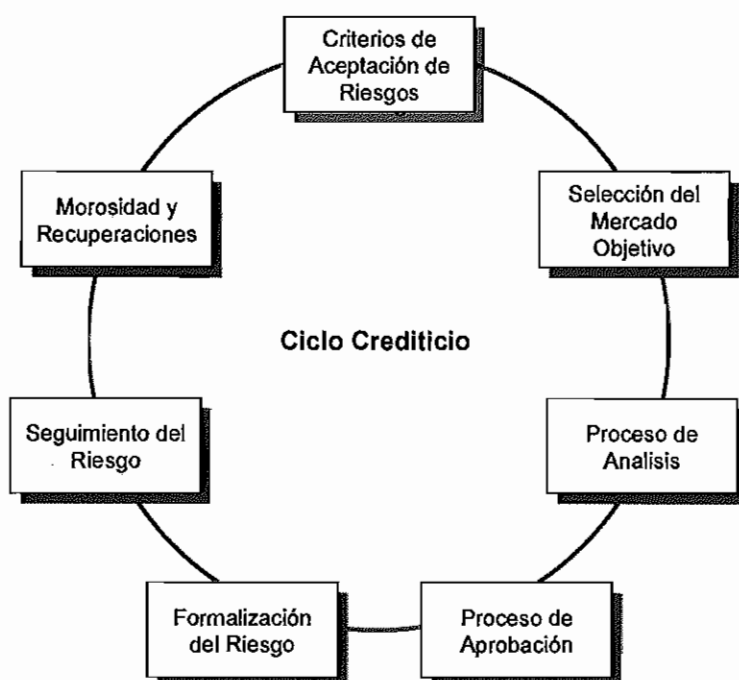 Criterios de
Aceptación de
Riesgos
Selección del
Mercado
Objetivo
Proceso de
Analisis
Proceso de
Aprobación
Formalización
del Riesgo
Seguimiento del
Riesgo
Morosidad y
Recuperaciones
Ciclo Crediticio